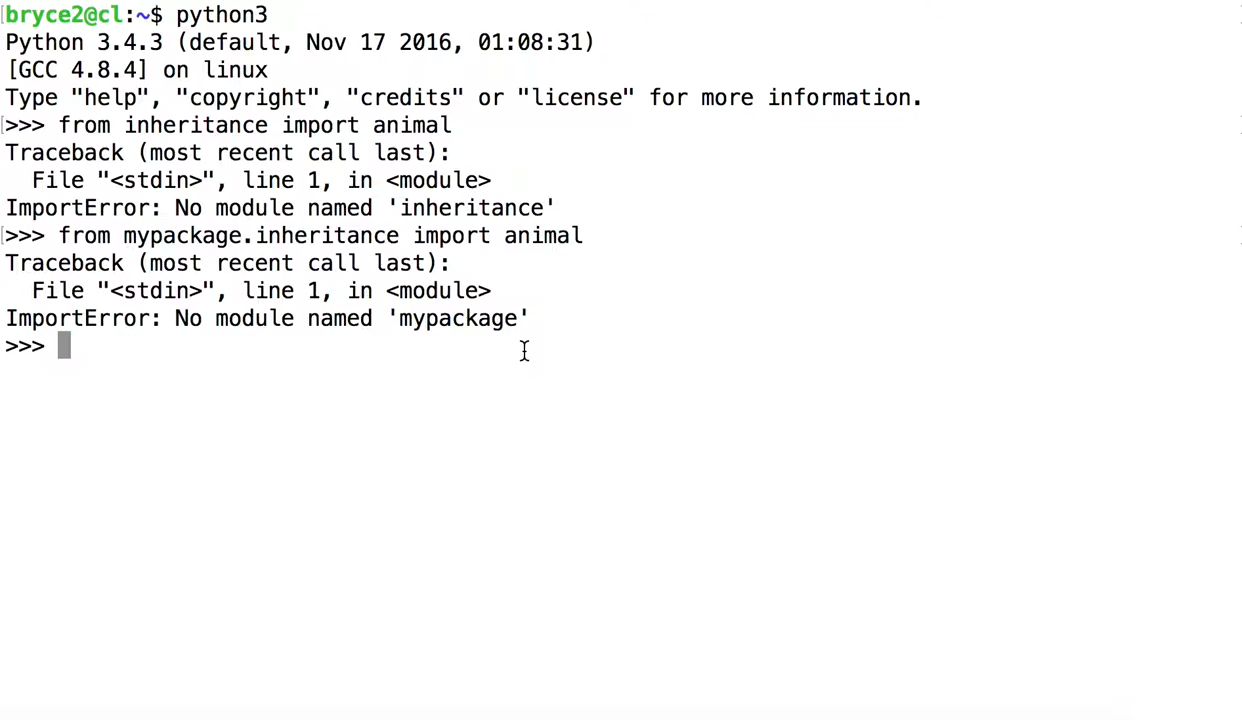 bryce2@cl:~$ python3
Python 3.4.3 (default, Nov 17 2016, 01:08:31)
[GCC 4.8.4] on linux
Type "help", "copyright", "credits" or "license" for more information.
>>> from inheritance import animal
Traceback (most recent call last):
  File "<stdin>", line 1, in <module>
ImportError: No module named 'inheritance'
>>> from mypackage.inheritance import animal
Traceback (most recent call last):
  File "<stdin>", line 1, in <module>
ImportError: No module named 'mypackage'
>>>